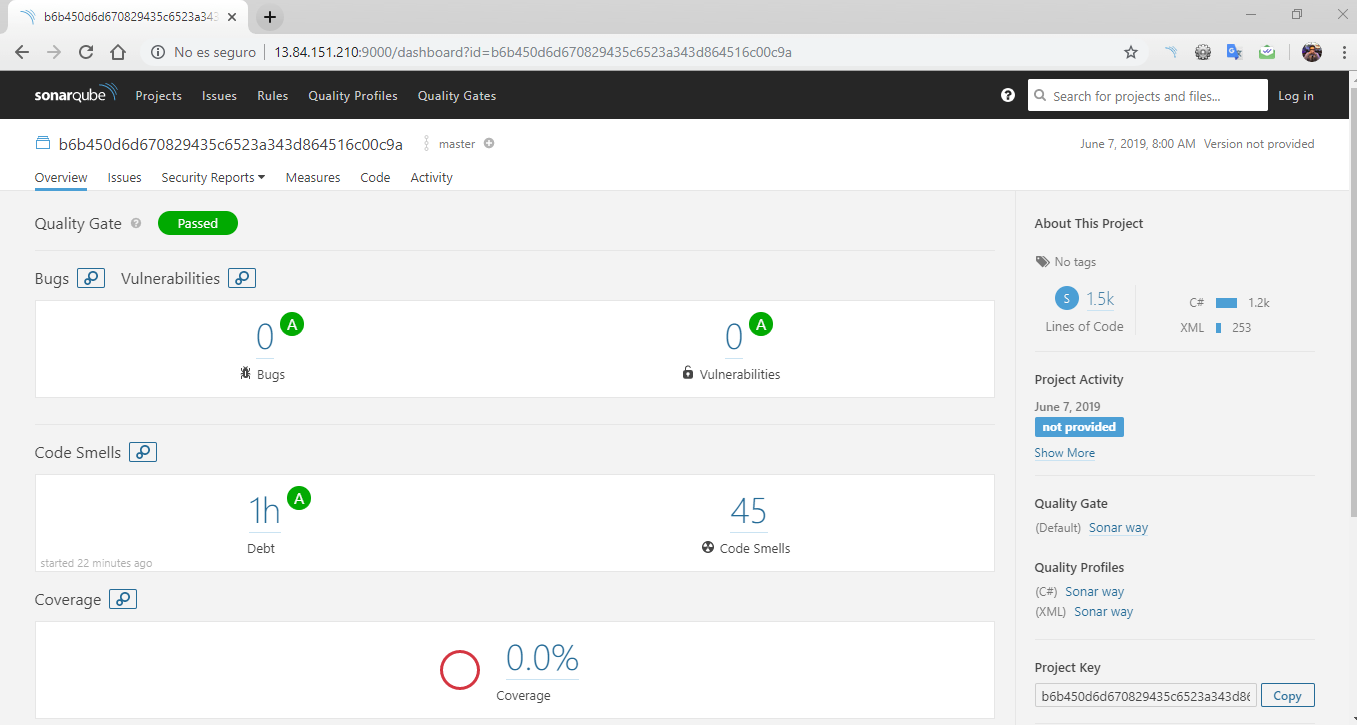 b6b450d6d670829435c6523a343
No es seguro 13.84.151.210:9000/dashboard?id=b6b450d6d670829435c6523a343d864516c00c9a
sonarqube Projects Issues Rules Quality Profiles Quality Gates Search for projects and files... Log in
b6b450d6d670829435c6523a343d864516c00c9a master June 7, 2019, 8:00 AM Version not provided
Overview Issues Security Reports Measures Code Activity
Quality Gate ? Passed
Bugs Vulnerabilities
0 A 0 A
Bugs Vulnerabilities
Code Smells
1h A 45
Debt Code Smells
started 22 minutes ago
Coverage
0.0%
Coverage
About This Project
No tags
S 1.5k
Lines of Code
C# 1.2k
XML 253
Project Activity
June 7, 2019
not provided
Show More
Quality Gate
(Default) Sonar way
Quality Profiles
(C#) Sonar way
(XML) Sonar way
Project Key
b6b450d6d670829435c6523a343d86 Copy